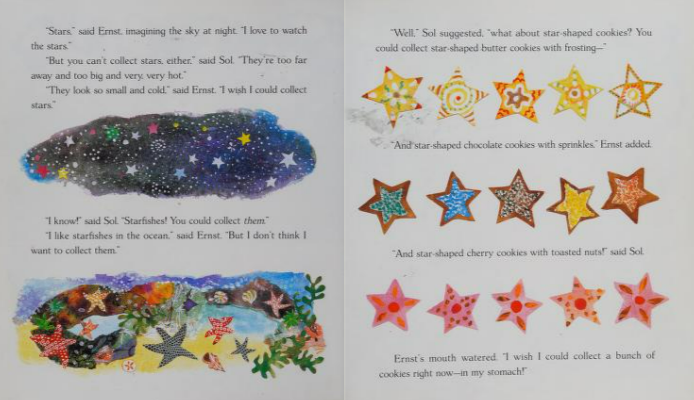 "Stars," said Ernst, imagining the sky at night. "I love to watch
the stars."
"But you can't collect stars, either," said Sol. "They're too far
away and too big and very, very hot."
"They look so small and cold," said Ernst. "I wish I could collect
stars."
"I know!" said Sol. "Starfishes! You could collect them."
"I like starfishes in the ocean," said Ernst. "But I don't think I
want to collect them."
"Well," Sol suggested, "what about star-shaped cookies? You
could collect star-shaped butter cookies with frosting—"
"And star-shaped chocolate cookies with sprinkles," Ernst added.
"And star-shaped cherry cookies with toasted nuts!" said Sol.
Ernst's mouth watered. "I wish I could collect a bunch of
cookies right now—in my stomach!"